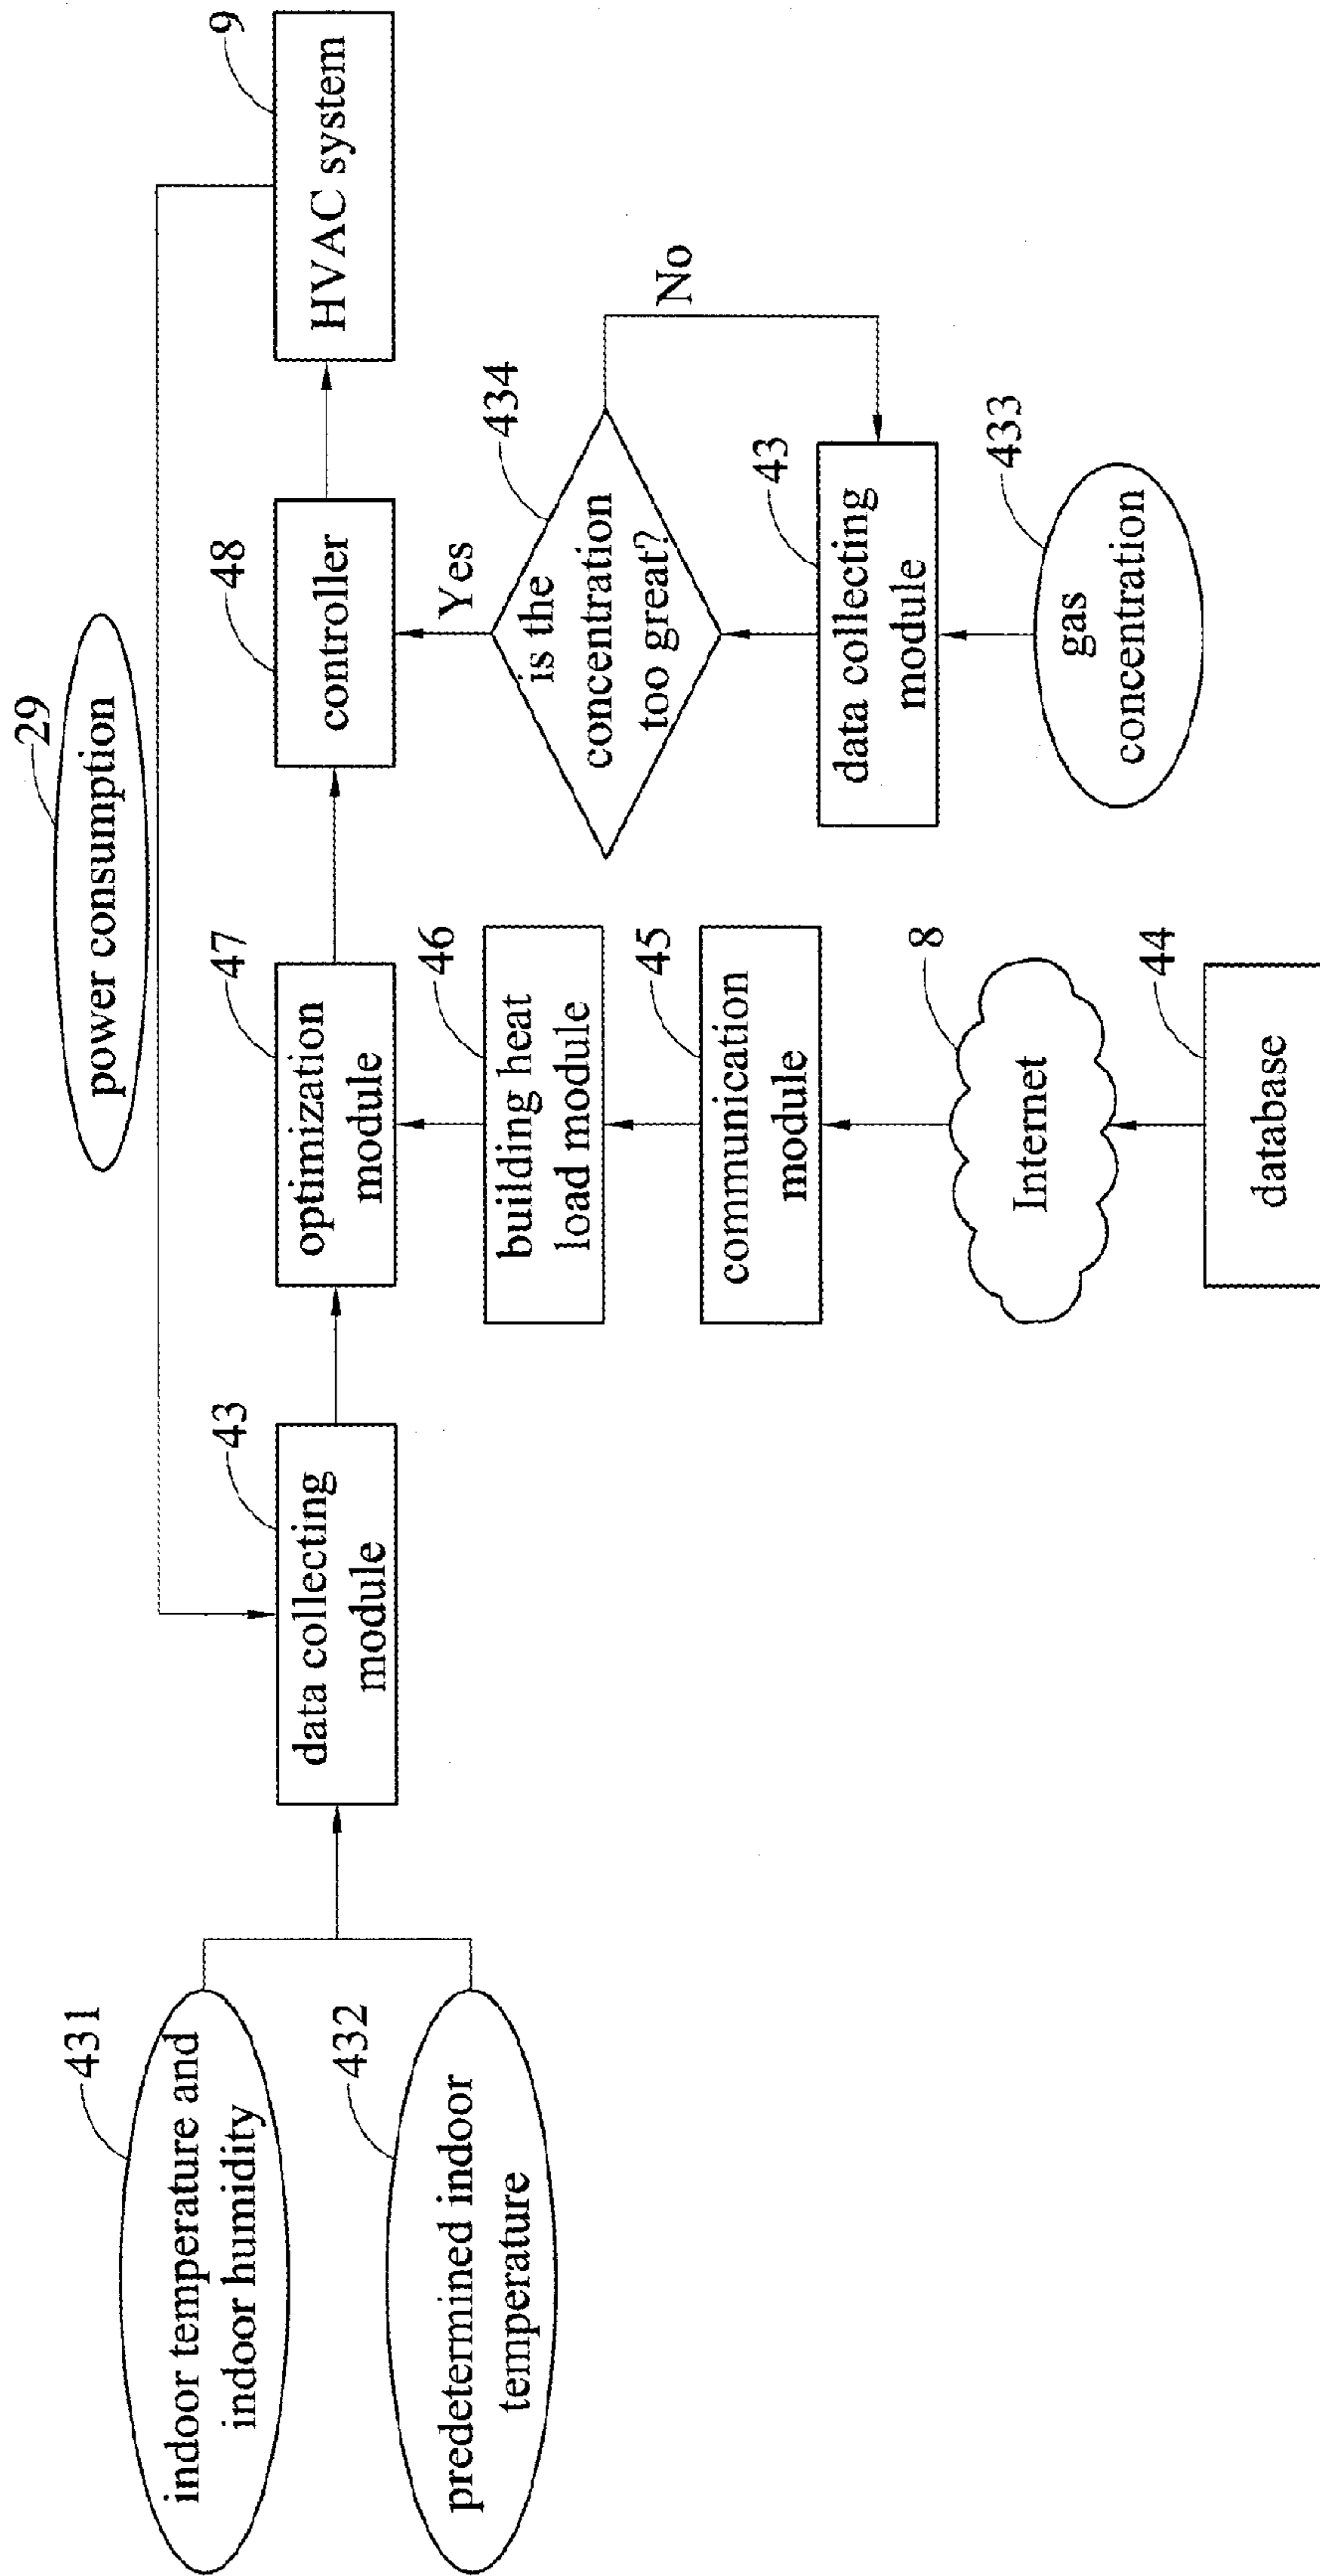 431
indoor temperature and
indoor humidity
432
predetermined indoor
temperature
43
data collecting
module
29
power consumption
47
optimization
module
46
building heat
load module
45
communication
module
8
Internet
44
database
48
controller
9
HVAC system
Yes
434
is the
concentration
too great?
No
43
data collecting
module
433
gas
concentration